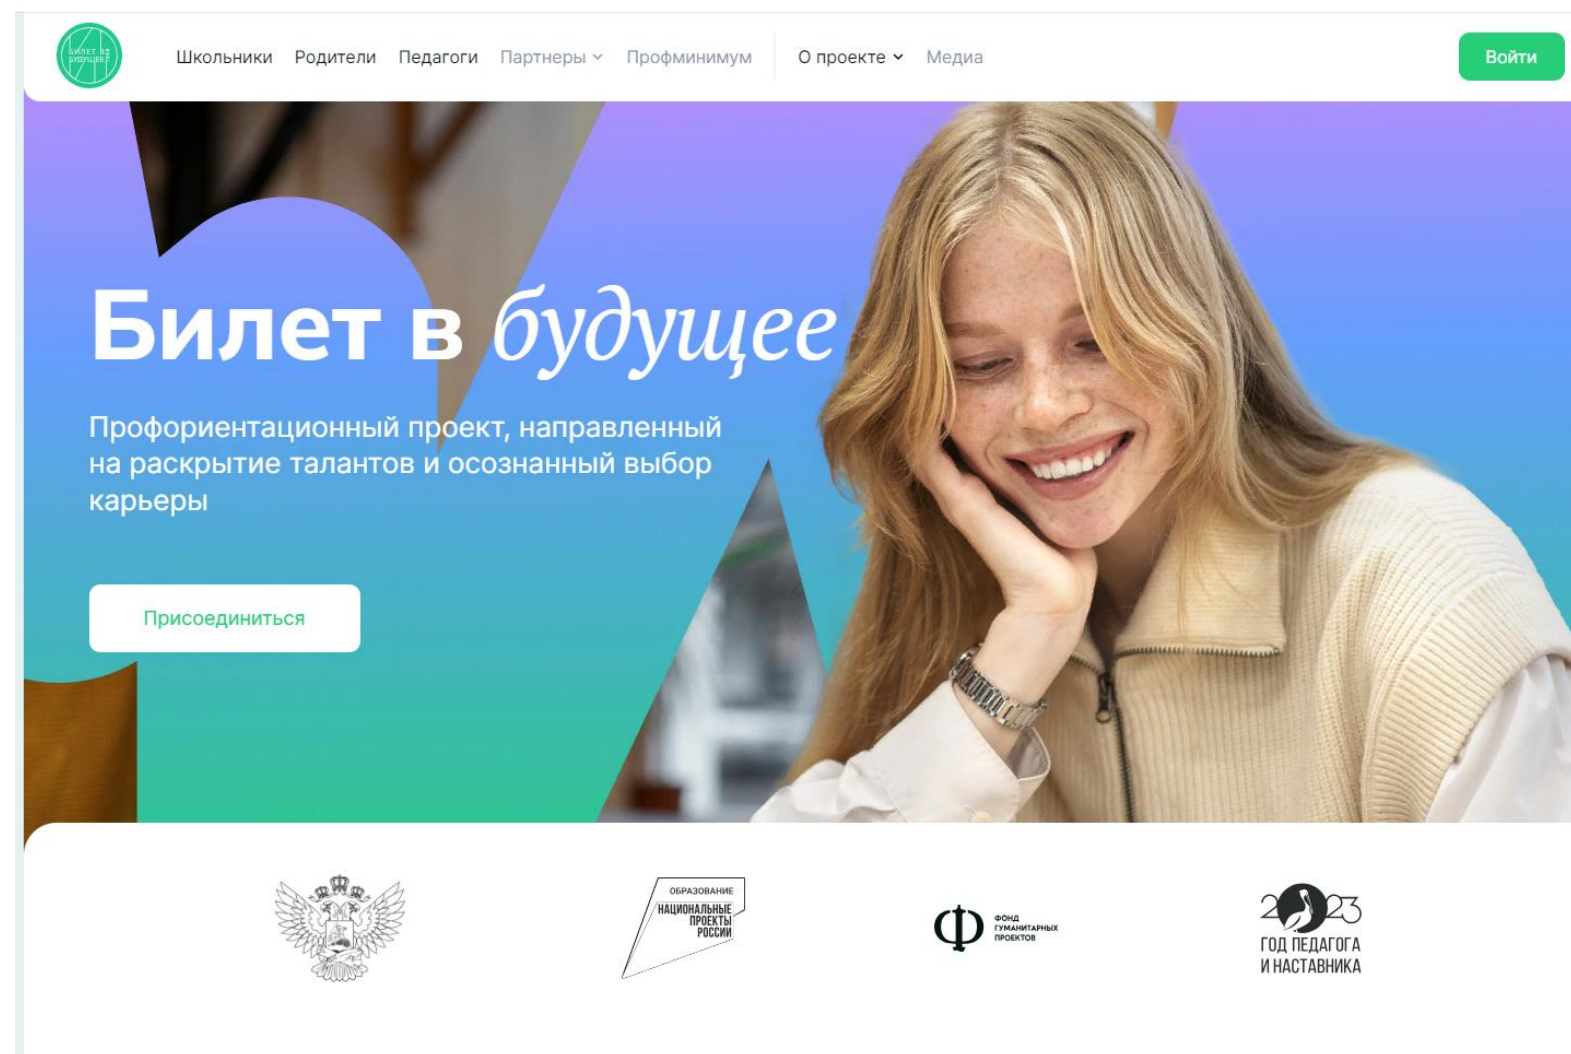 БИЛЕТ В
БУДУЩЕЕ
Школьники Родители Педагоги Партнеры Профминимум О проекте Медиа
Войти
Билет в будущее
Профориентационный проект, направленный
на раскрытие талантов и осознанный выбор
карьеры
Присоединиться
ОБРАЗОВАНИЕ
НАЦИОНАЛЬНЫЕ
ПРОЕКТЫ
РОССИИ
ФОНД
ГУМАНИТАРНЫХ
ПРОЕКТОВ
2023
ГОД ПЕДАГОГА
И НАСТАВНИКА